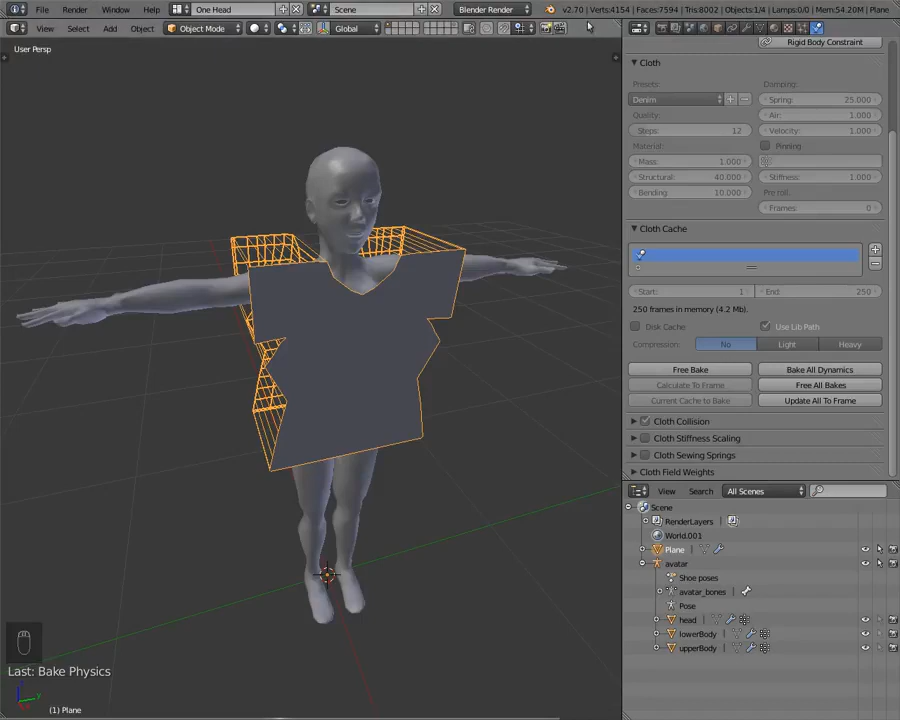 File Render Window Help One Head Scene Blender Render v2.70 | Verts:4154 | Faces:7594 | Tris:8002 | Objects:1/4 | Lamps:0/0 | Mem:54.20M | Plane
View Select Add Object Object Mode Global
User Persp
Rigid Body Constraint
Cloth
Presets: Damping:
Denim Spring: 25.000
Quality: Air: 1.000
Steps: 12 Velocity: 1.000
Material: Pinning
Mass: 1.000
Structural: 40.000 Stiffness: 1.000
Bending: 10.000 Pre roll:
Frames: 0
Cloth Cache
Start: 1 End: 250
250 frames in memory (4.2 Mb).
Disk Cache Use Lib Path
Compression: No Light Heavy
Free Bake Bake All Dynamics
Calculate To Frame Free All Bakes
Current Cache to Bake Update All To Frame
Cloth Collision
Cloth Stiffness Scaling
Cloth Sewing Springs
Cloth Field Weights
View Search All Scenes
Scene
RenderLayers
World.001
Plane
avatar
Shoe poses
avatar_bones
Pose
head
lowerBody
upperBody
Last: Bake Physics
(1) Plane